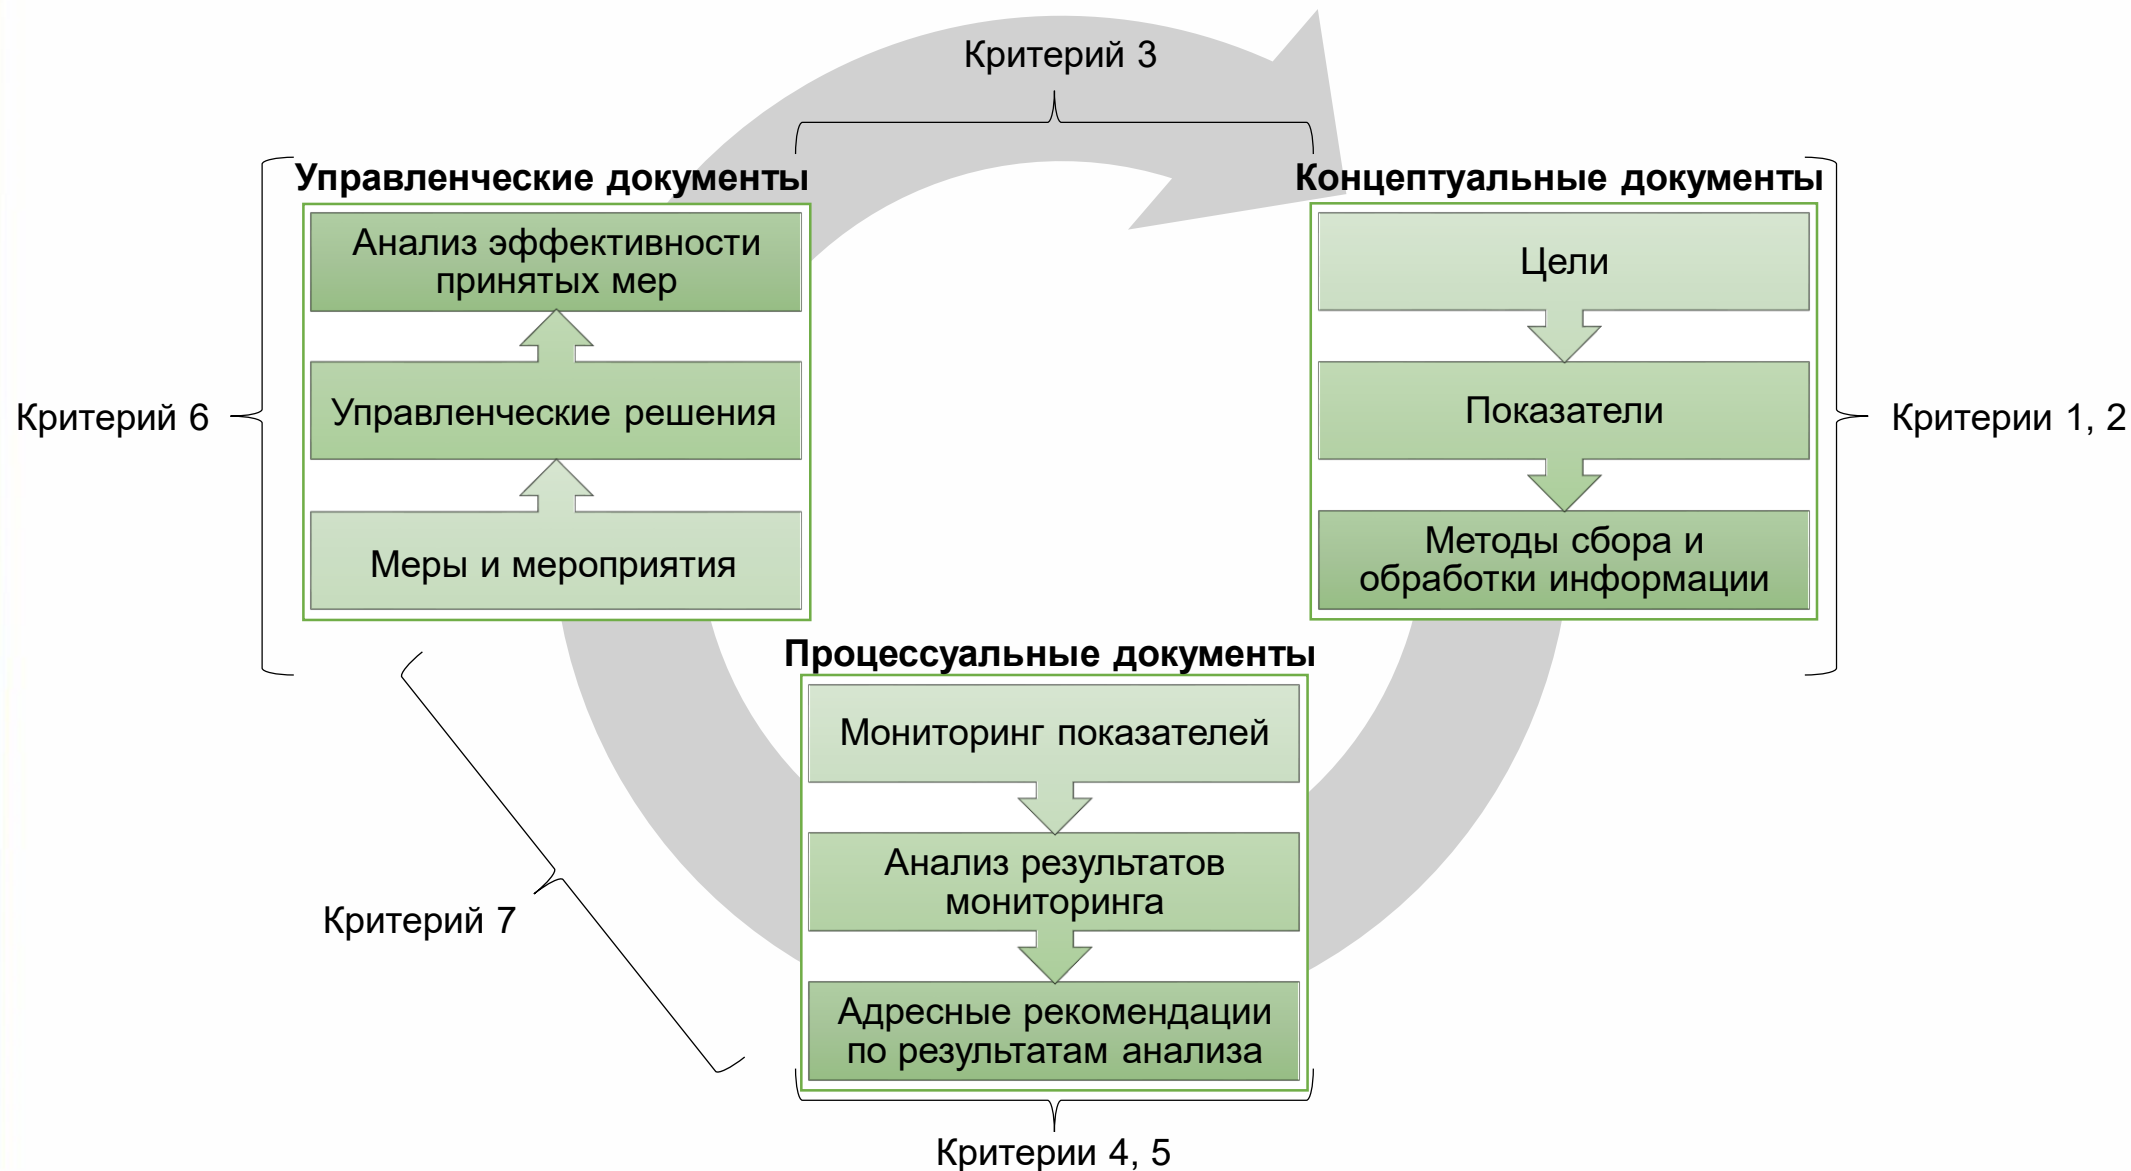 Критерий 3
Управленческие документы
Анализ эффективности
принятых мер
Управленческие решения
Меры и мероприятия
Критерий 6
Концептуальные документы
Цели
Показатели
Методы сбора и
обработки информации
Критерии 1, 2
Процессуальные документы
Мониторинг показателей
Анализ результатов
мониторинга
Адресные рекомендации
по результатам анализа
Критерий 7
Критерии 4, 5